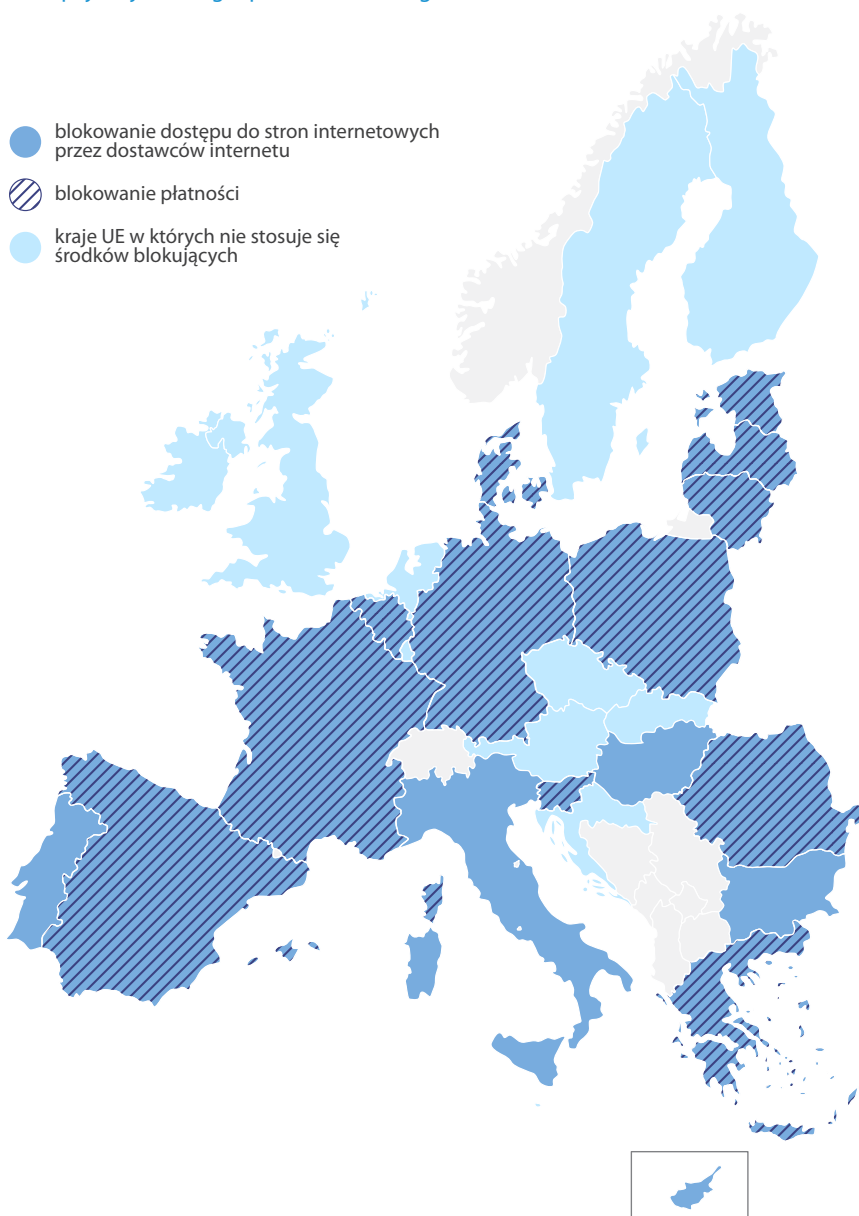 blokowanie dostępu do stron internetowych
przez dostawców internetu
blokowanie płatności
kraje UE w których nie stosuje się
środków blokujących